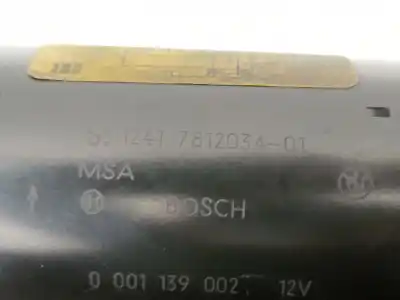 S. 1241 7812034-01
MSA
BOSCH
0 001 139 002 12V